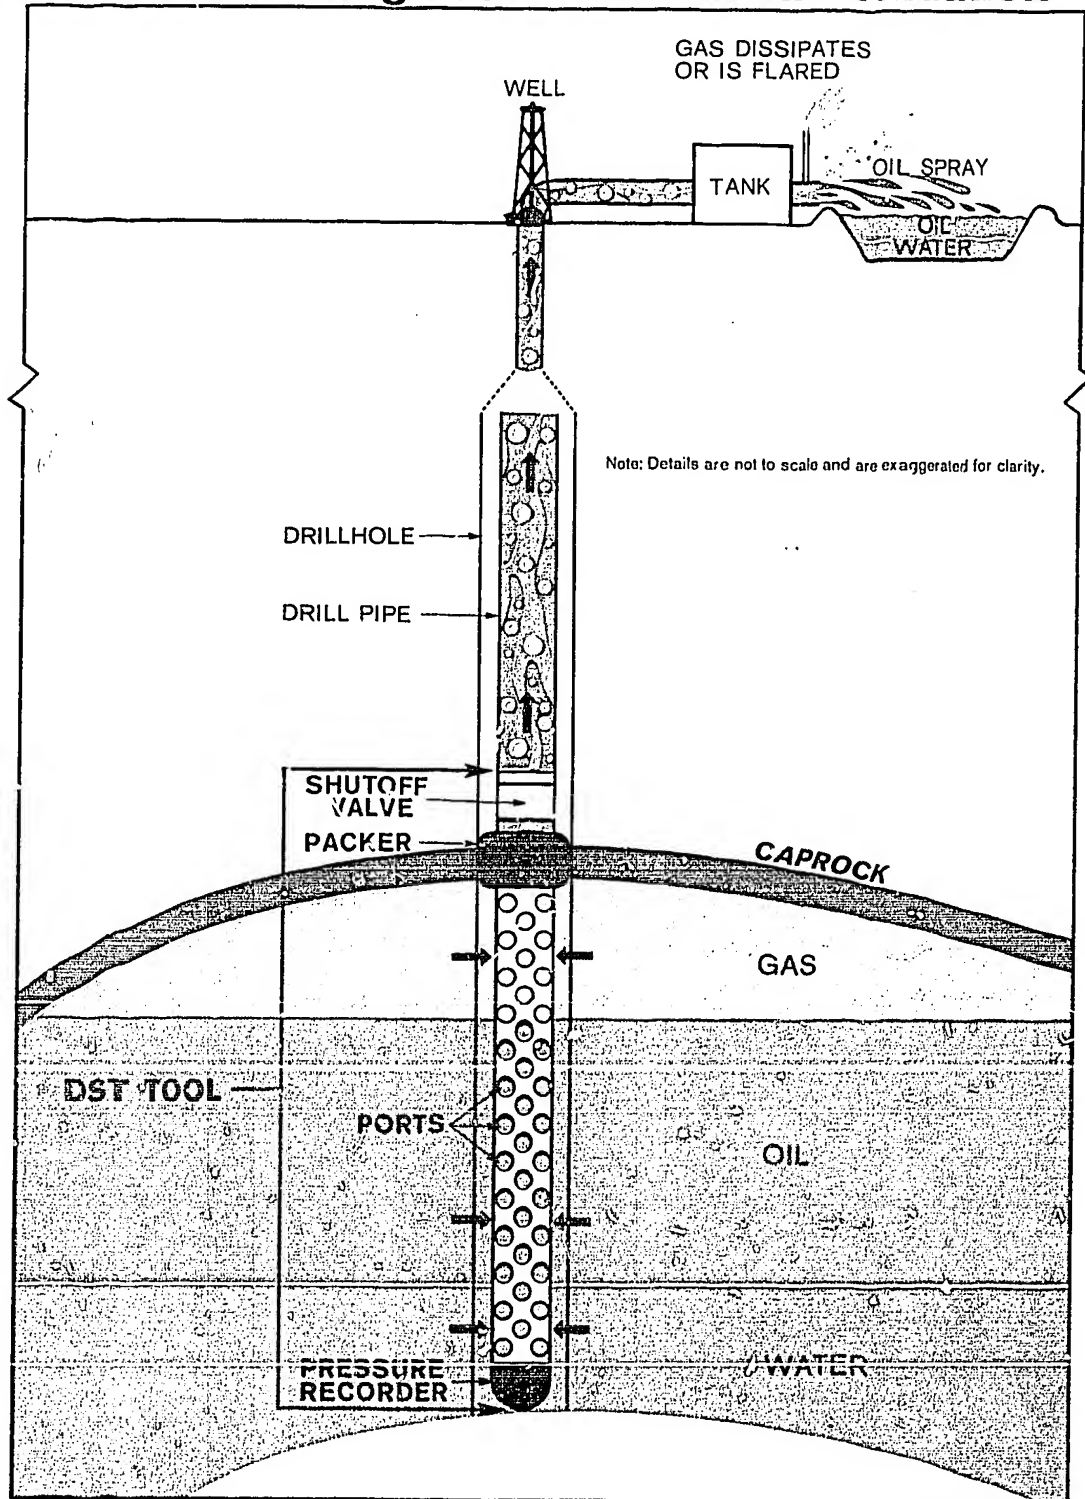 GAS DISSIPATES
OR IS FLARED
WELL
TANK
OIL SPRAY
OIL
WATER
Note: Details are not to scale and are exaggerated for clarity.
DRILLHOLE
DRILL PIPE
SHUTOFF
VALVE
PACKER
CAPROCK
GAS
DST TOOL
PORTS
OIL
WATER
PRESSURE
RECORDER